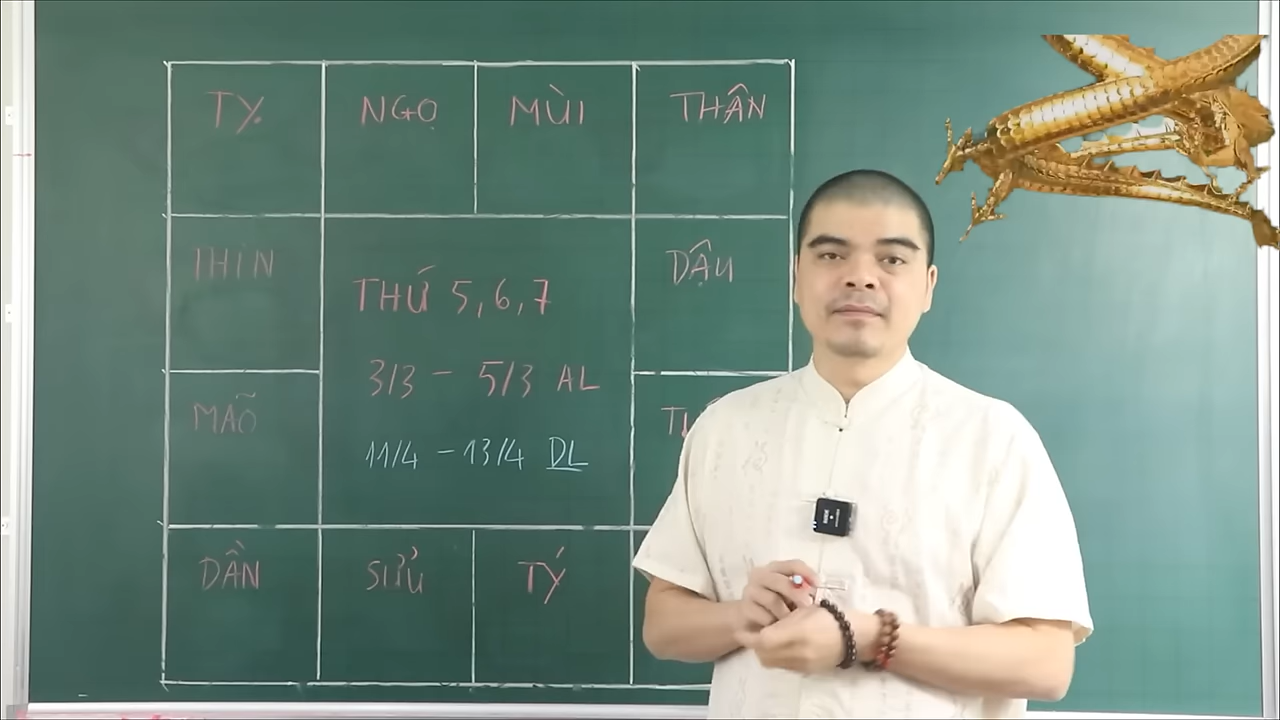 TỴ
NGỌ
MÙI
THÂN
THÌN
THỨ 5, 6, 7
DẬU
3/3 - 5/3 AL
MÃO
11/4 - 13/4 DL
DẦN
SỬU
TÝ